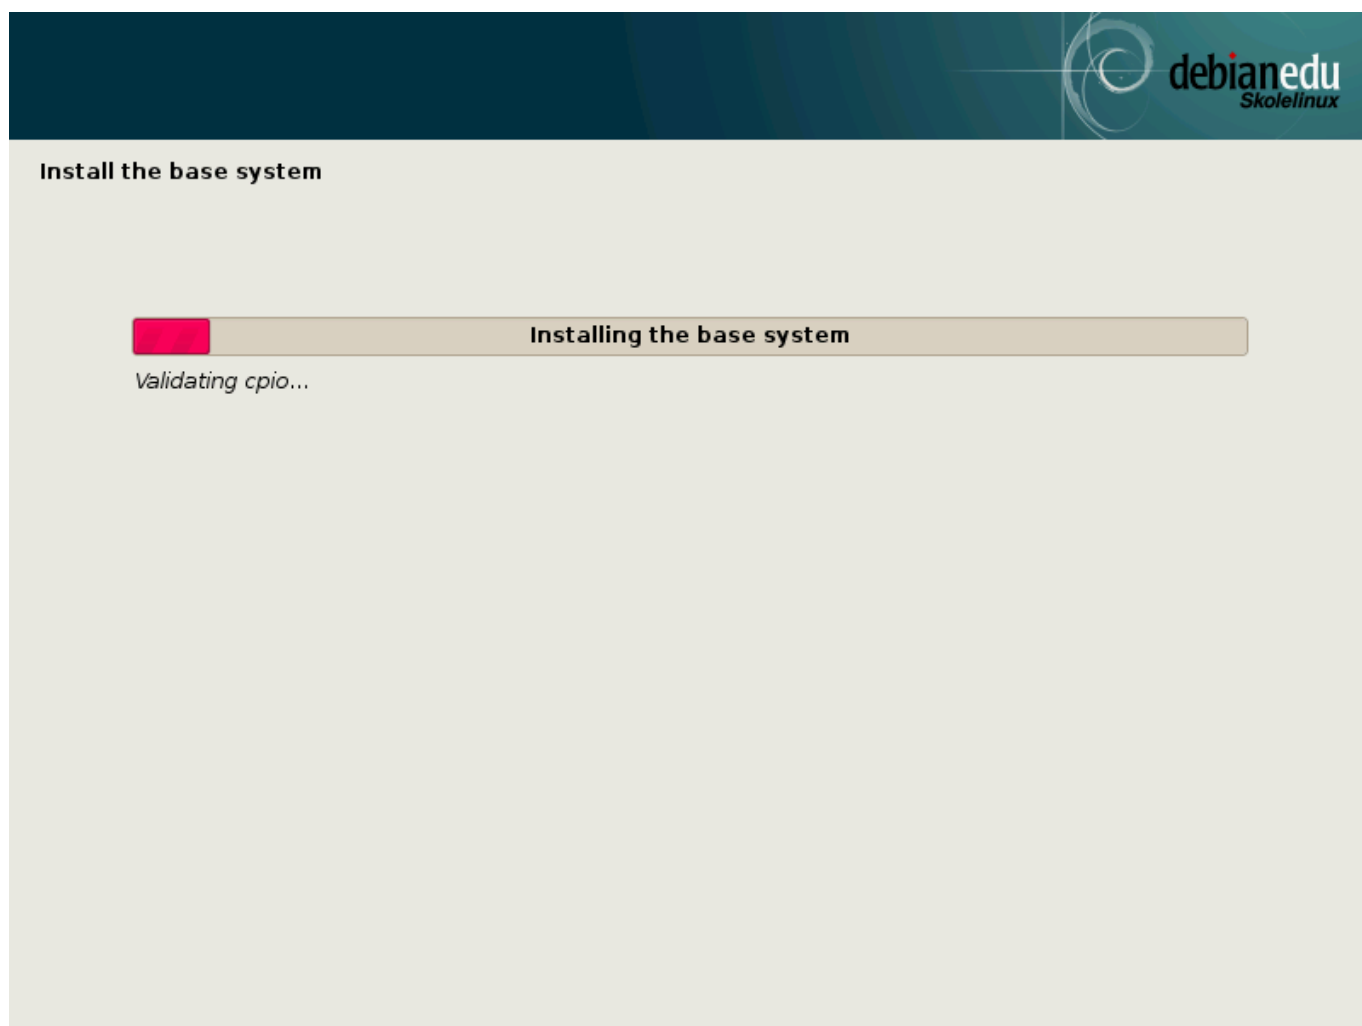 debianedu
Skolelinux
Install the base system
Installing the base system
Validating cpio...